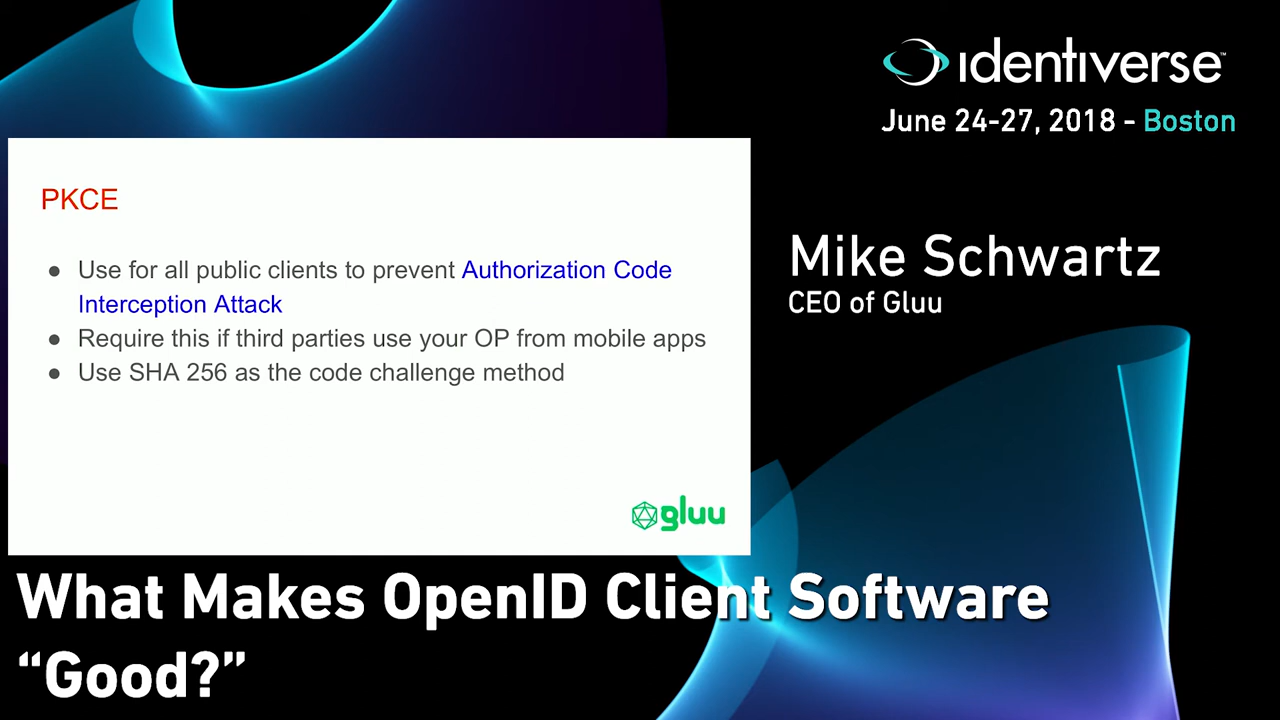 identiverse™
June 24-27, 2018 - Boston
PKCE
● Use for all public clients to prevent Authorization Code
Interception Attack
● Require this if third parties use your OP from mobile apps
● Use SHA 256 as the code challenge method
gluu
Mike Schwartz
CEO of Gluu
What Makes OpenID Client Software
“Good?”